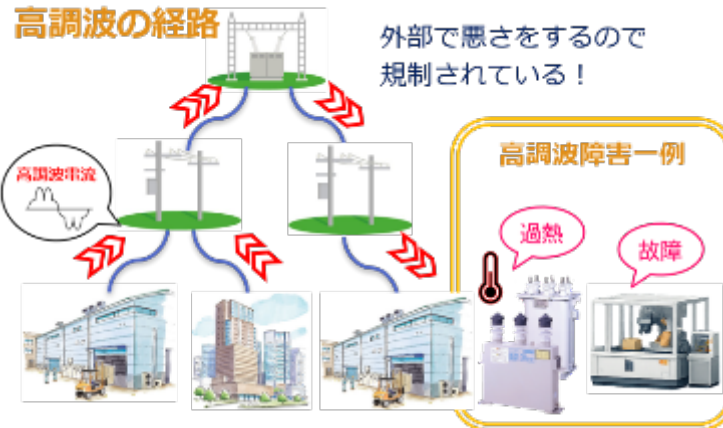 高調波の経路
外部で悪さをするので
規制されている！
高調波電流
高調波障害一例
過熱
故障